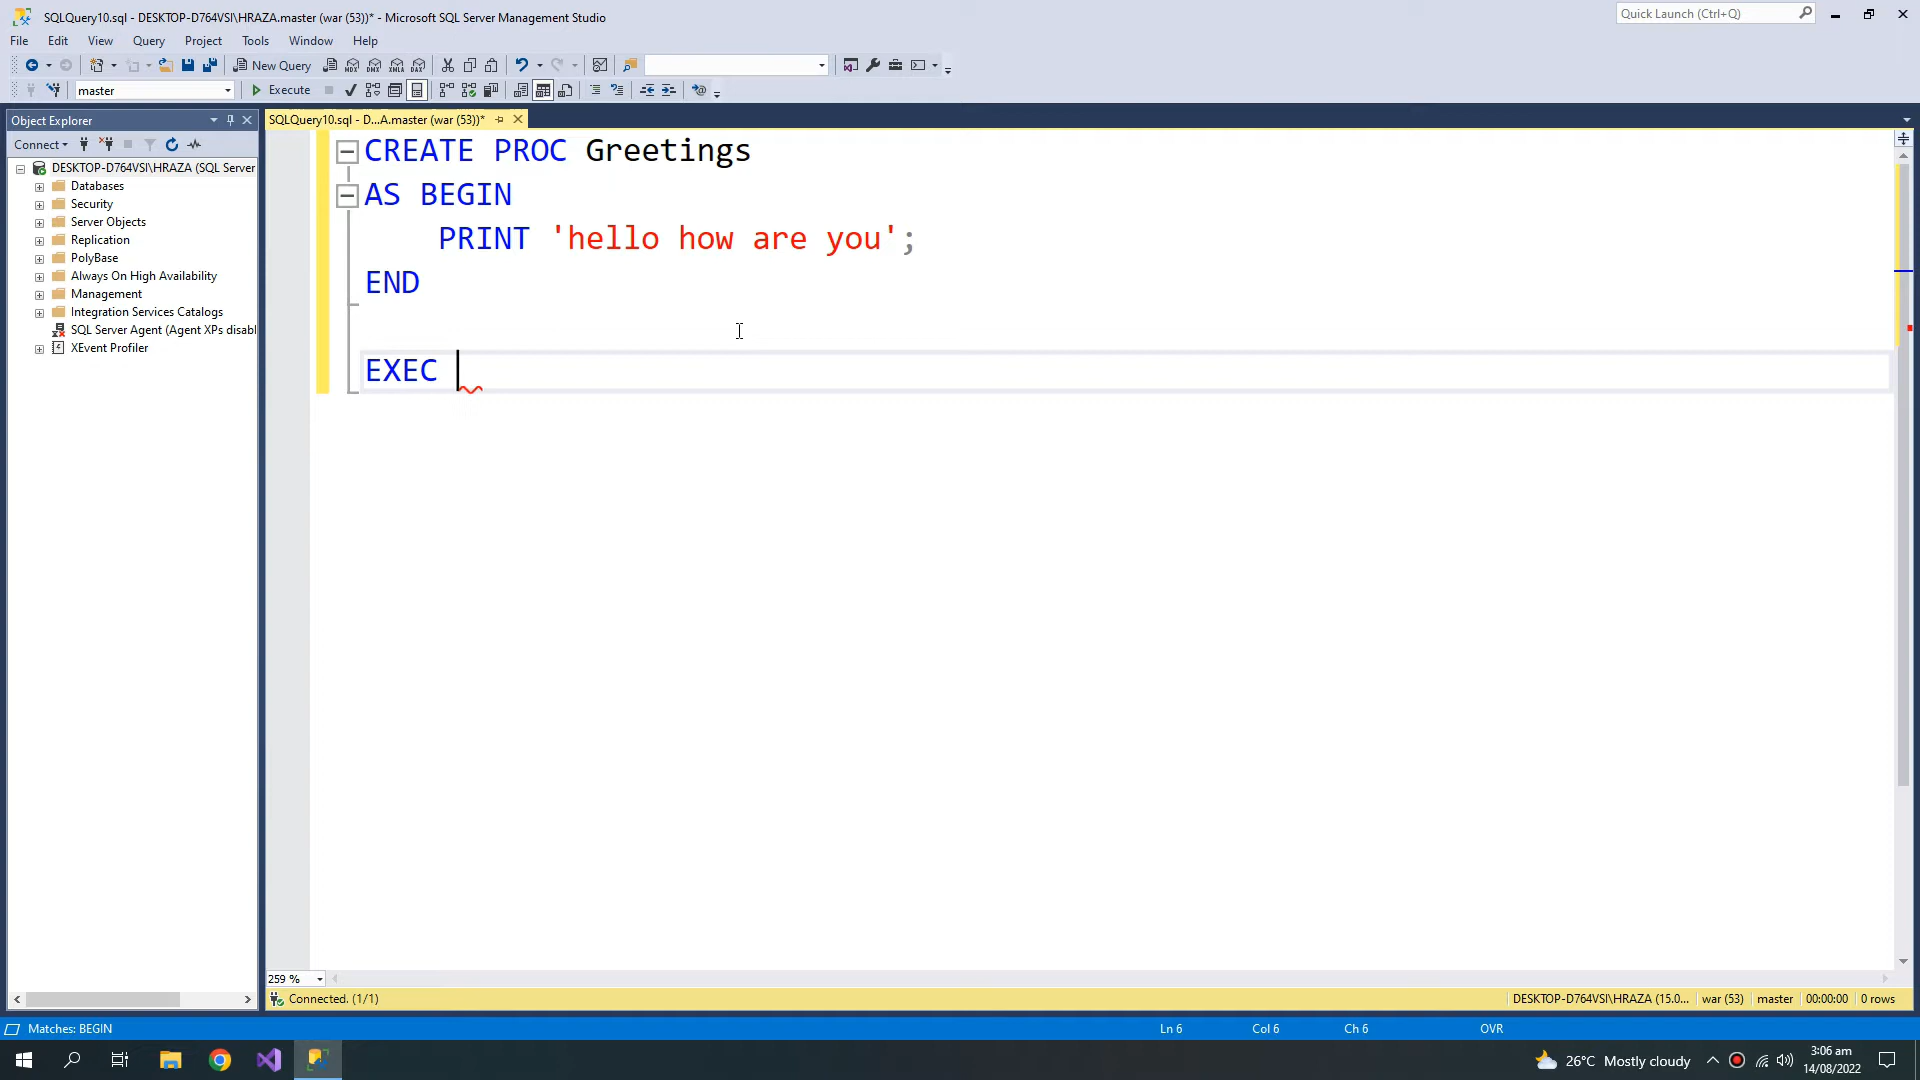 SQLQuery10.sql - DESKTOP-D764VSI\HRAZA.master (war (53))* - Microsoft SQL Server Management Studio
Quick Launch (Ctrl+Q)
File Edit View Query Project Tools Window Help
New Query
master Execute
Object Explorer
SQLQuery10.sql - D...A.master (war (53))*
Connect
DESKTOP-D764VSI\HRAZA (SQL Server
Databases
Security
Server Objects
Replication
PolyBase
Always On High Availability
Management
Integration Services Catalogs
SQL Server Agent (Agent XPs disabl
XEvent Profiler
CREATE PROC Greetings
AS BEGIN
PRINT 'hello how are you';
END
EXEC
259 %
Connected. (1/1)
DESKTOP-D764VSI\HRAZA (15.0... war (53) master 00:00:00 0 rows
Matches: BEGIN
Ln 6 Col 6 Ch 6 OVR
26°C Mostly cloudy
3:06 am
14/08/2022